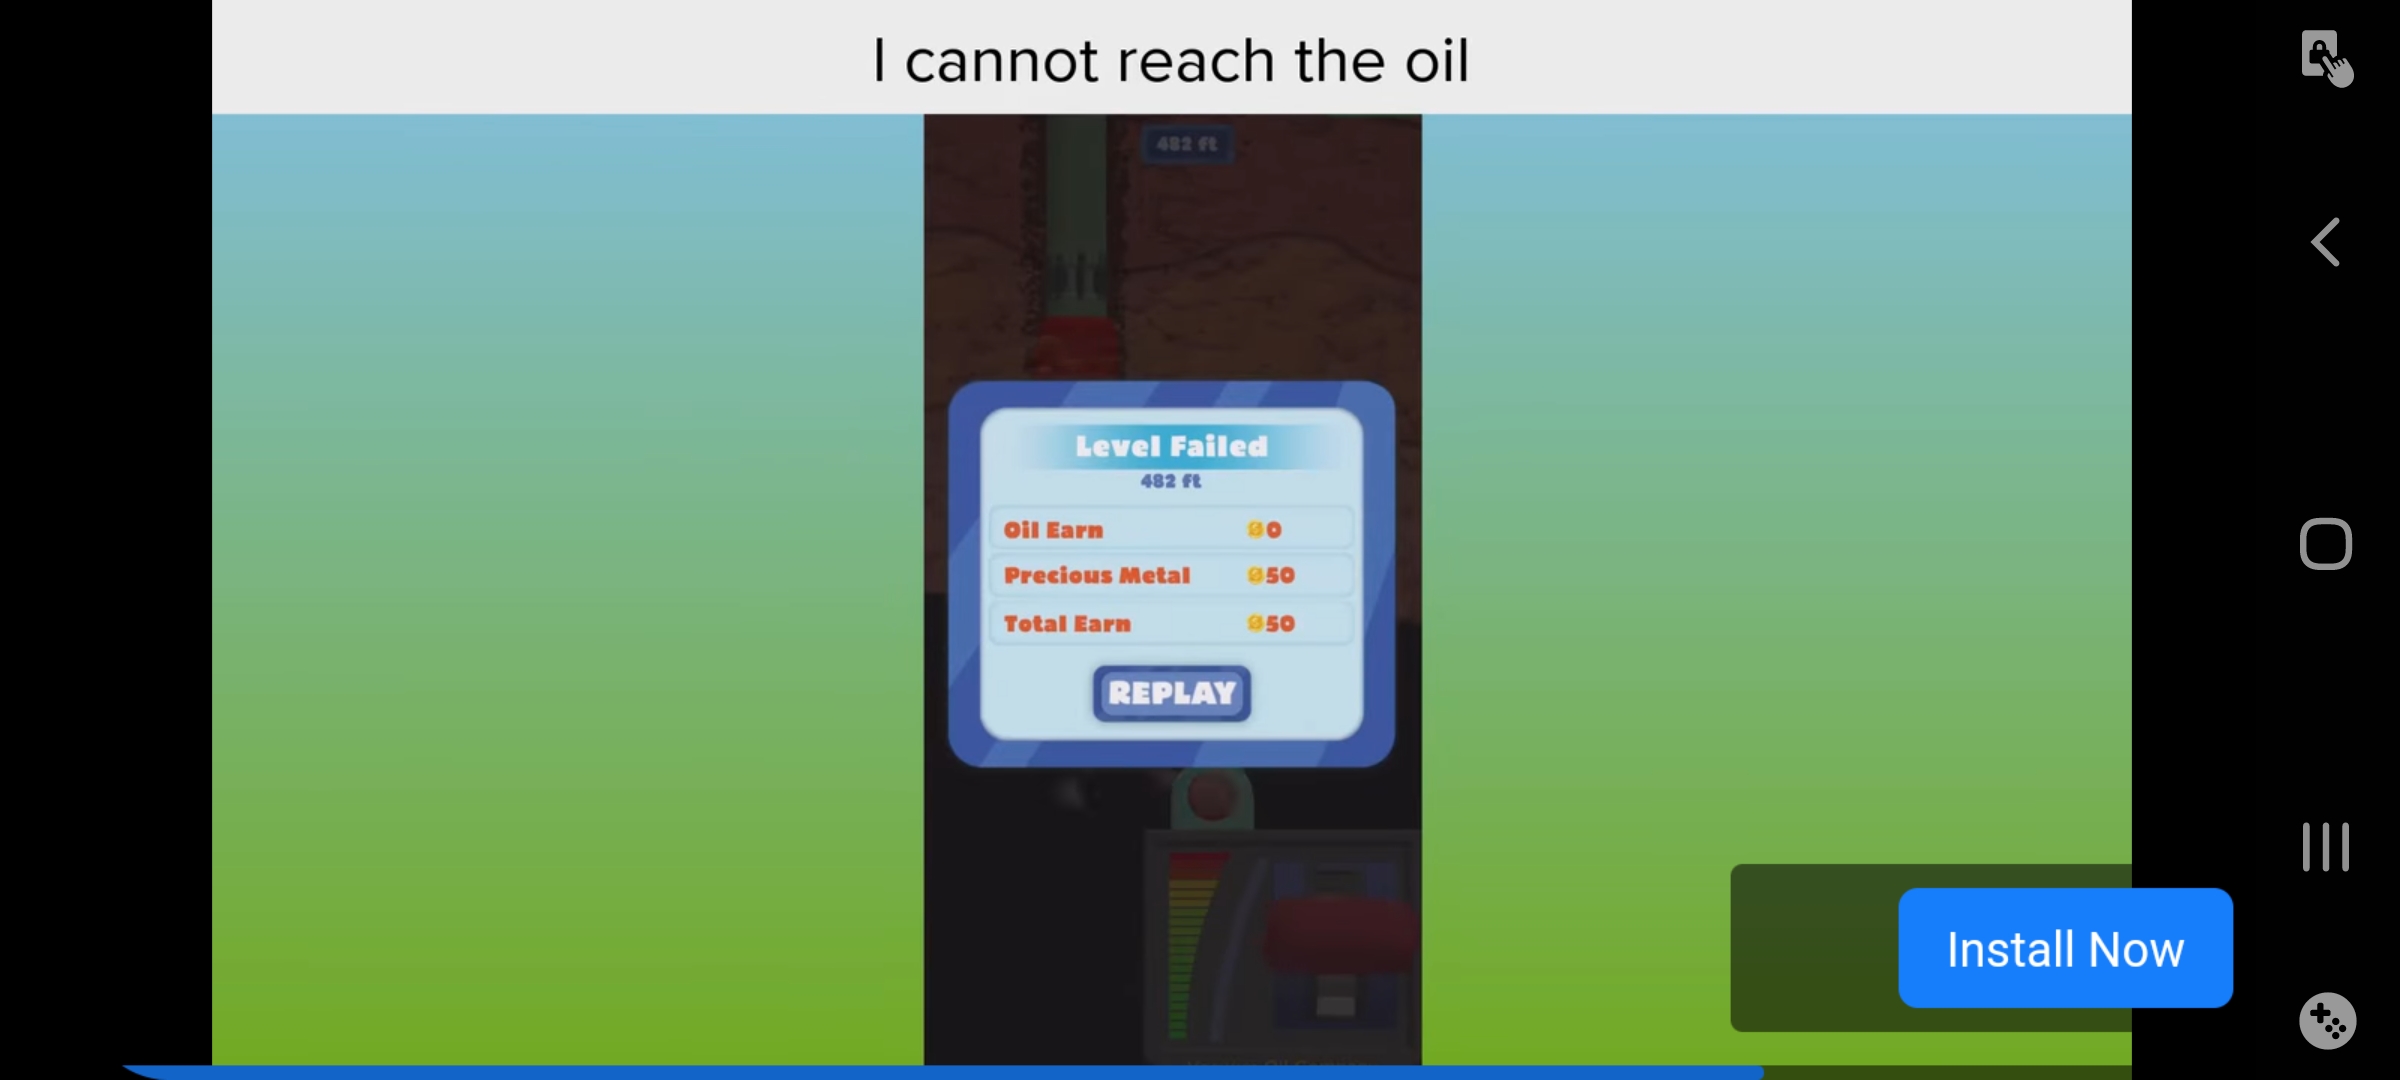 I cannot reach the oil
482 ft
Level Failed
482 ft
Oil Earn 0
Precious Metal 50
Total Earn 50
REPLAY
Install Now